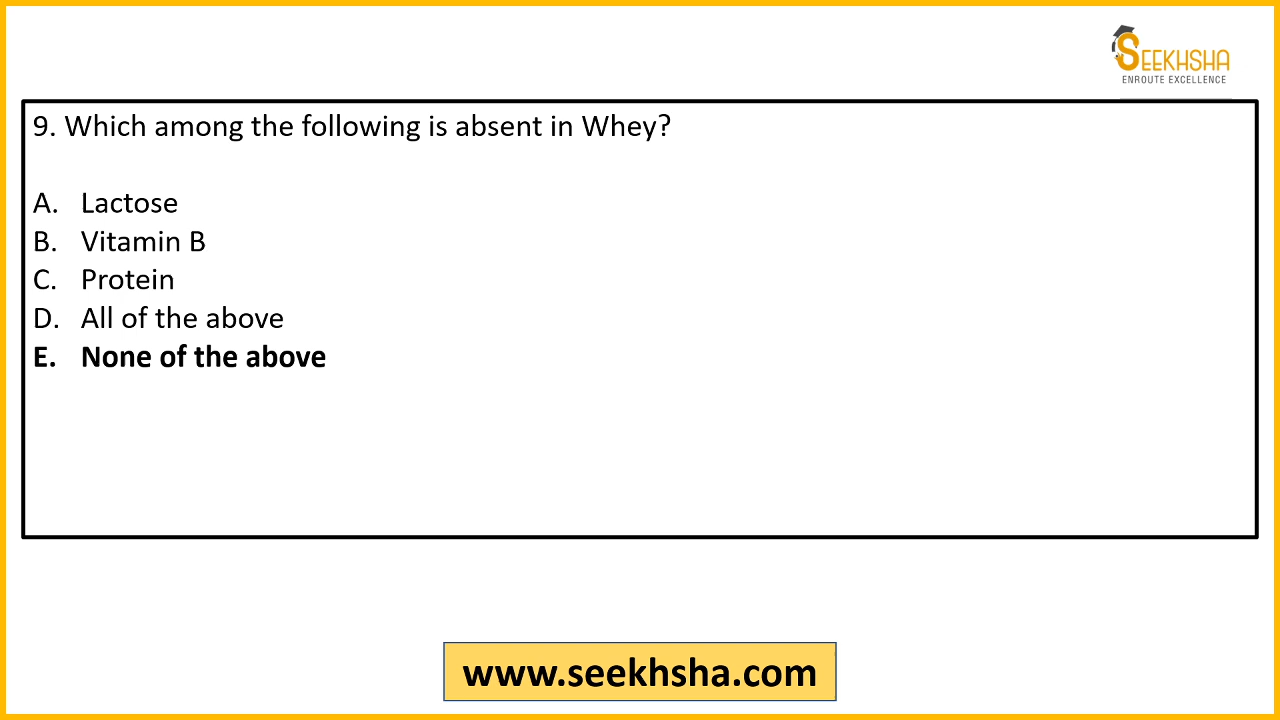 SEEKHSHA
ENROUTE EXCELLENCE
9. Which among the following is absent in Whey?
A. Lactose
B. Vitamin B
C. Protein
D. All of the above
E. None of the above
www.seekhsha.com